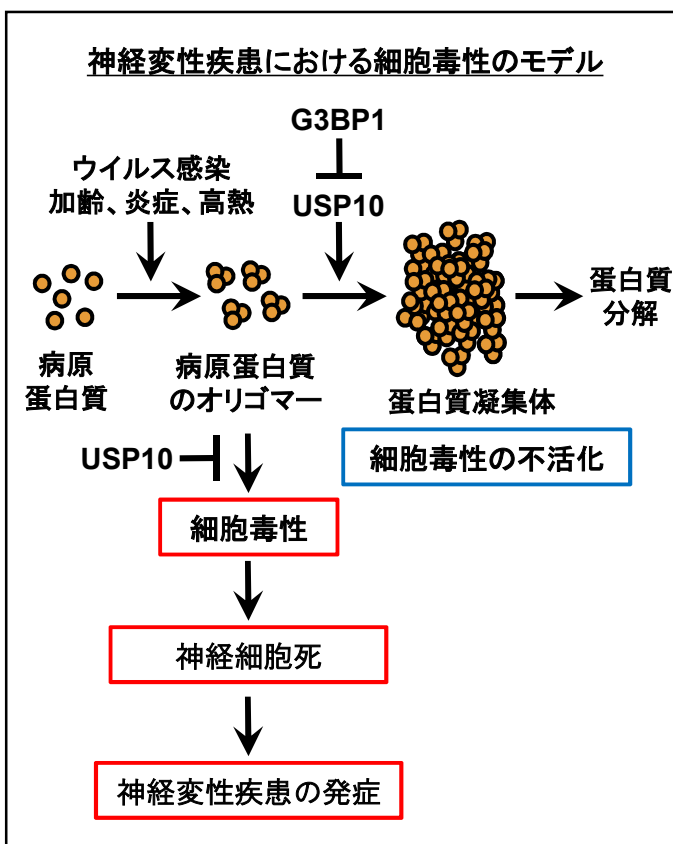 神経変性疾患における細胞毒性のモデル
G3BP1
ウイルス感染
加齢、炎症、高熱
USP10
病原
蛋白質
病原蛋白質
のオリゴマー
蛋白質凝集体
蛋白質
分解
USP10
細胞毒性の不活化
細胞毒性
神経細胞死
神経変性疾患の発症